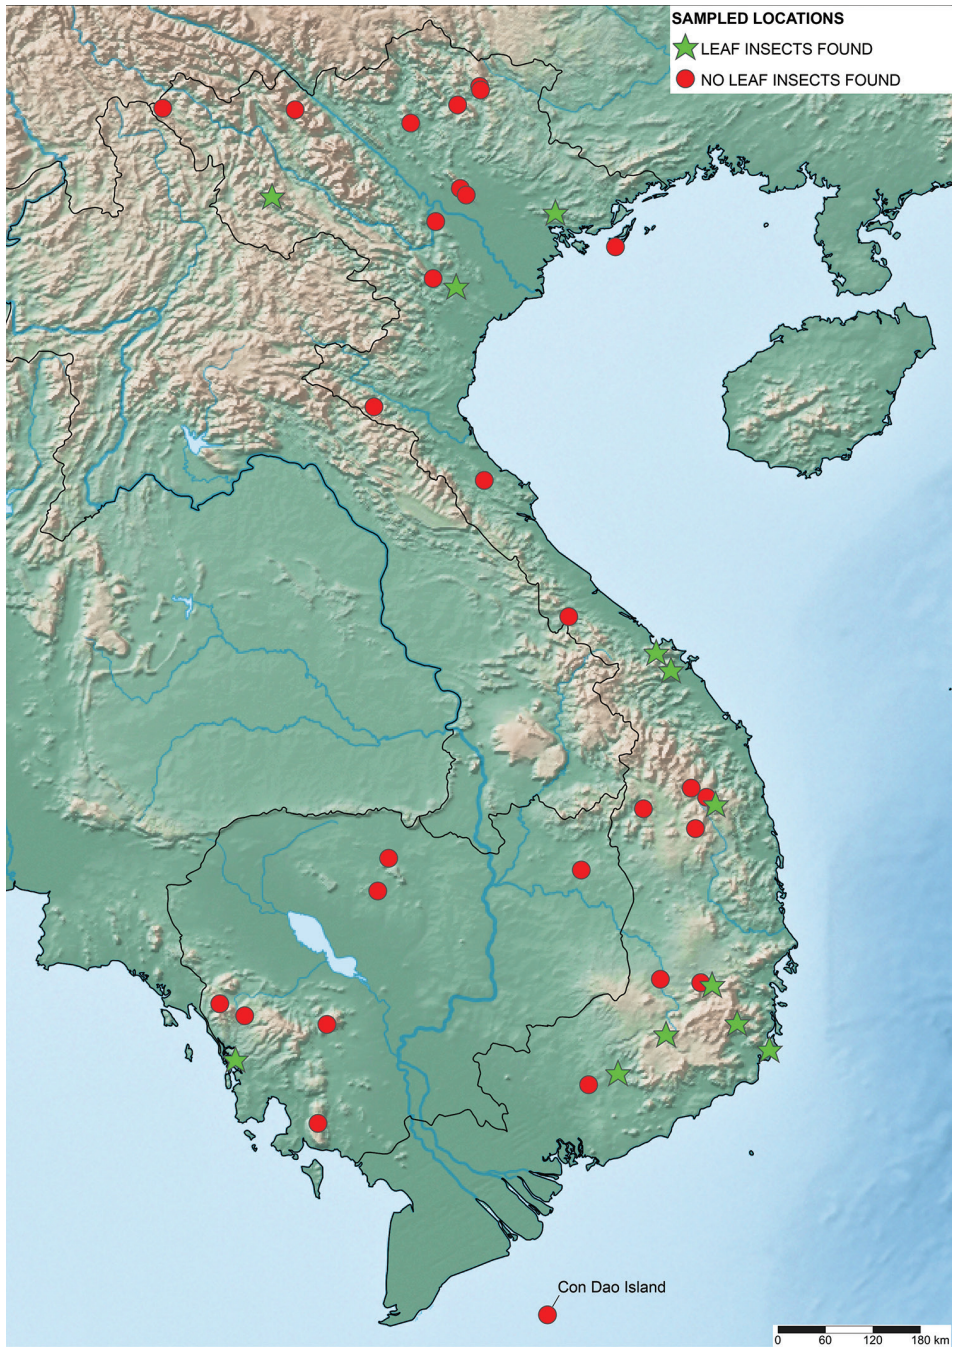 SAMPLED LOCATIONS
LEAF INSECTS FOUND
NO LEAF INSECTS FOUND
Con Dao Island
0 60 120 180 km